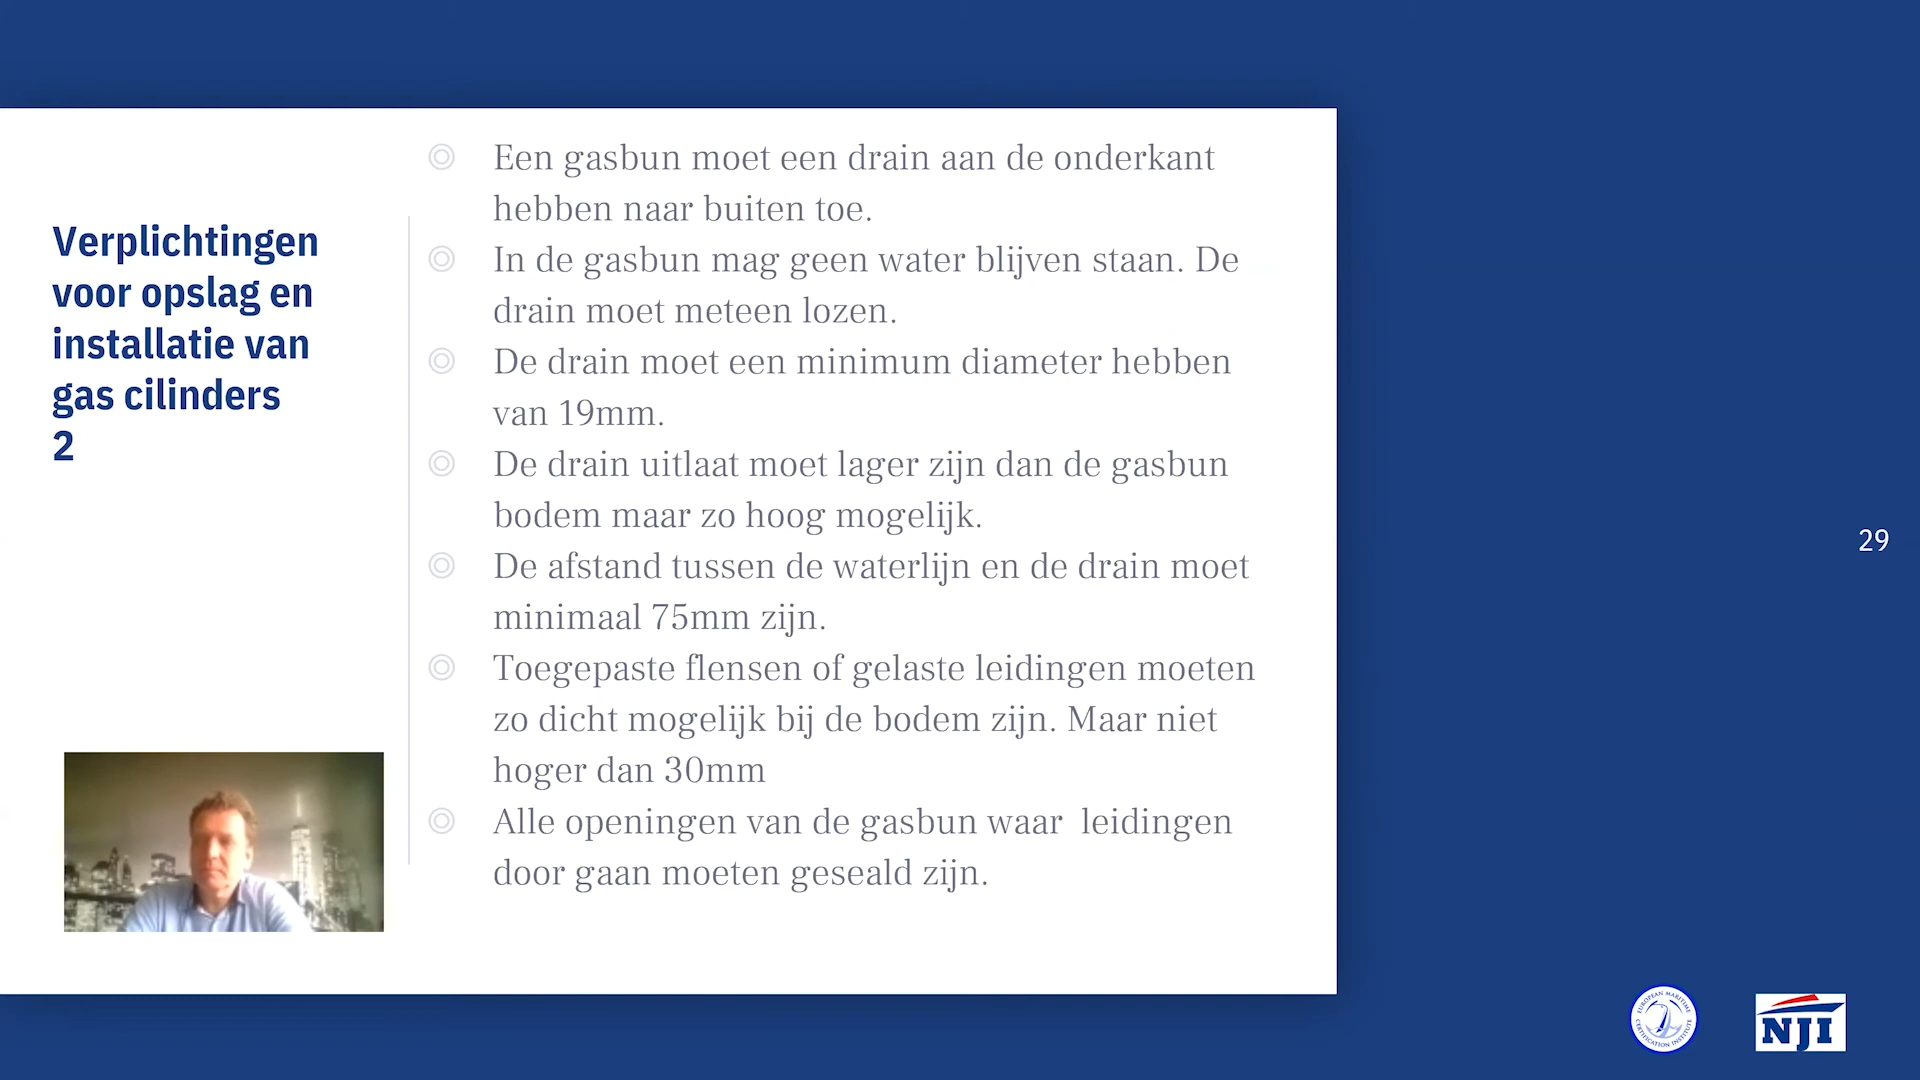 Verplichtingen
voor opslag en
installatie van
gas cilinders
2
Een gasbun moet een drain aan de onderkant
hebben naar buiten toe.
In de gasbun mag geen water blijven staan. De
drain moet meteen lozen.
De drain moet een minimum diameter hebben
van 19mm.
De drain uitlaat moet lager zijn dan de gasbun
bodem maar zo hoog mogelijk.
De afstand tussen de waterlijn en de drain moet
minimaal 75mm zijn.
Toegepaste flensen of gelaste leidingen moeten
zo dicht mogelijk bij de bodem zijn. Maar niet
hoger dan 30mm
Alle openingen van de gasbun waar  leidingen
door gaan moeten geseald zijn.
29
EUROPEAN MARITIME
CERTIFICATION INSTITUTE
NJI